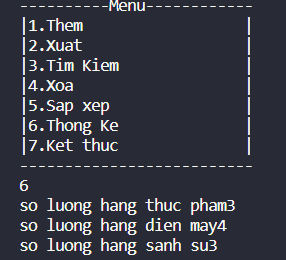 ----------Menu------------
|1.Them                  |
|2.Xuat                  |
|3.Tim Kiem              |
|4.Xoa                   |
|5.Sap xep               |
|6.Thong Ke              |
|7.Ket thuc              |
--------------------------
6
so luong hang thuc pham3
so luong hang dien may4
so luong hang sanh su3